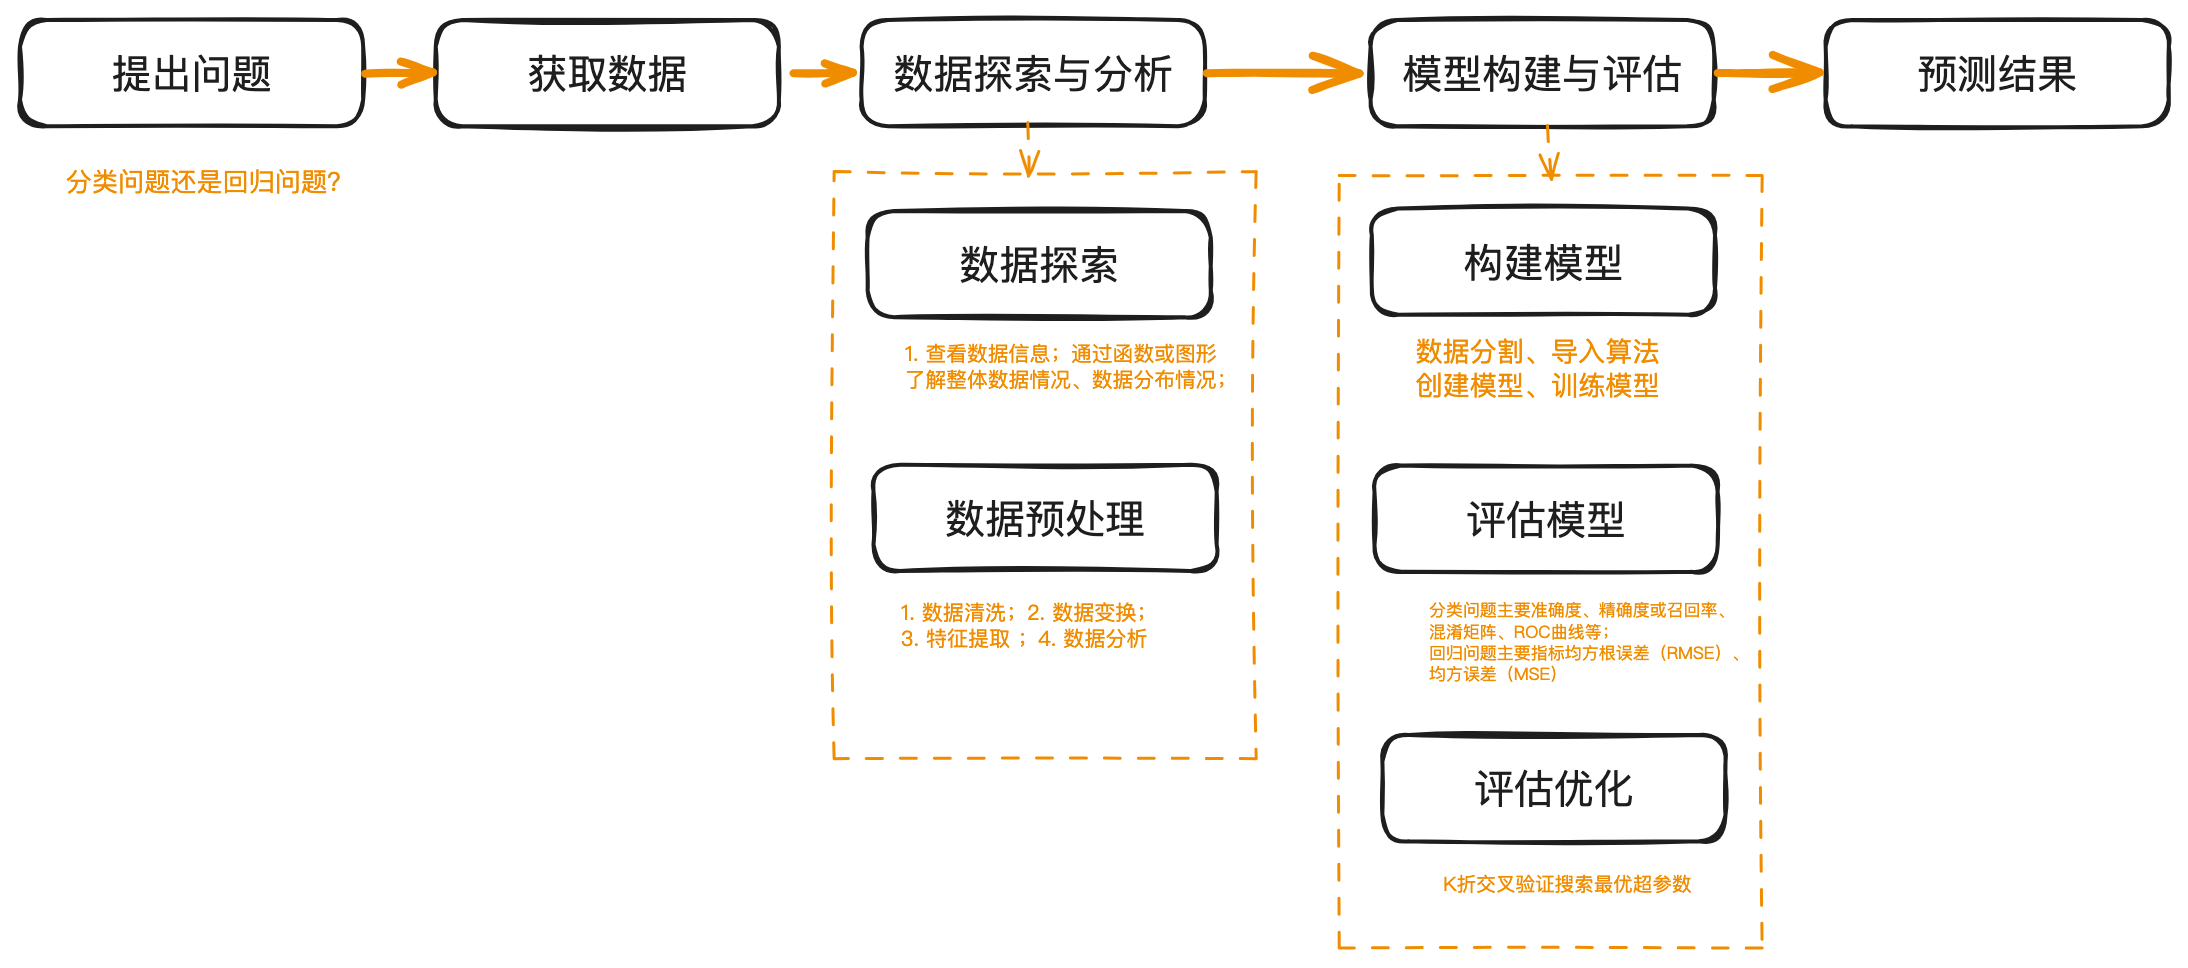 提出问题
获取数据
数据探索与分析
模型构建与评估
预测结果
分类问题还是回归问题?
数据探索
1. 查看数据信息；通过函数或图形
了解整体数据情况、数据分布情况；
数据预处理
1. 数据清洗；2. 数据变换；
3. 特征提取 ；4. 数据分析
构建模型
数据分割、导入算法
创建模型、训练模型
评估模型
分类问题主要准确度、精确度或召回率、
混淆矩阵、ROC曲线等；
回归问题主要指标均方根误差（RMSE）、
均方误差（MSE）
评估优化
K折交叉验证搜索最优超参数